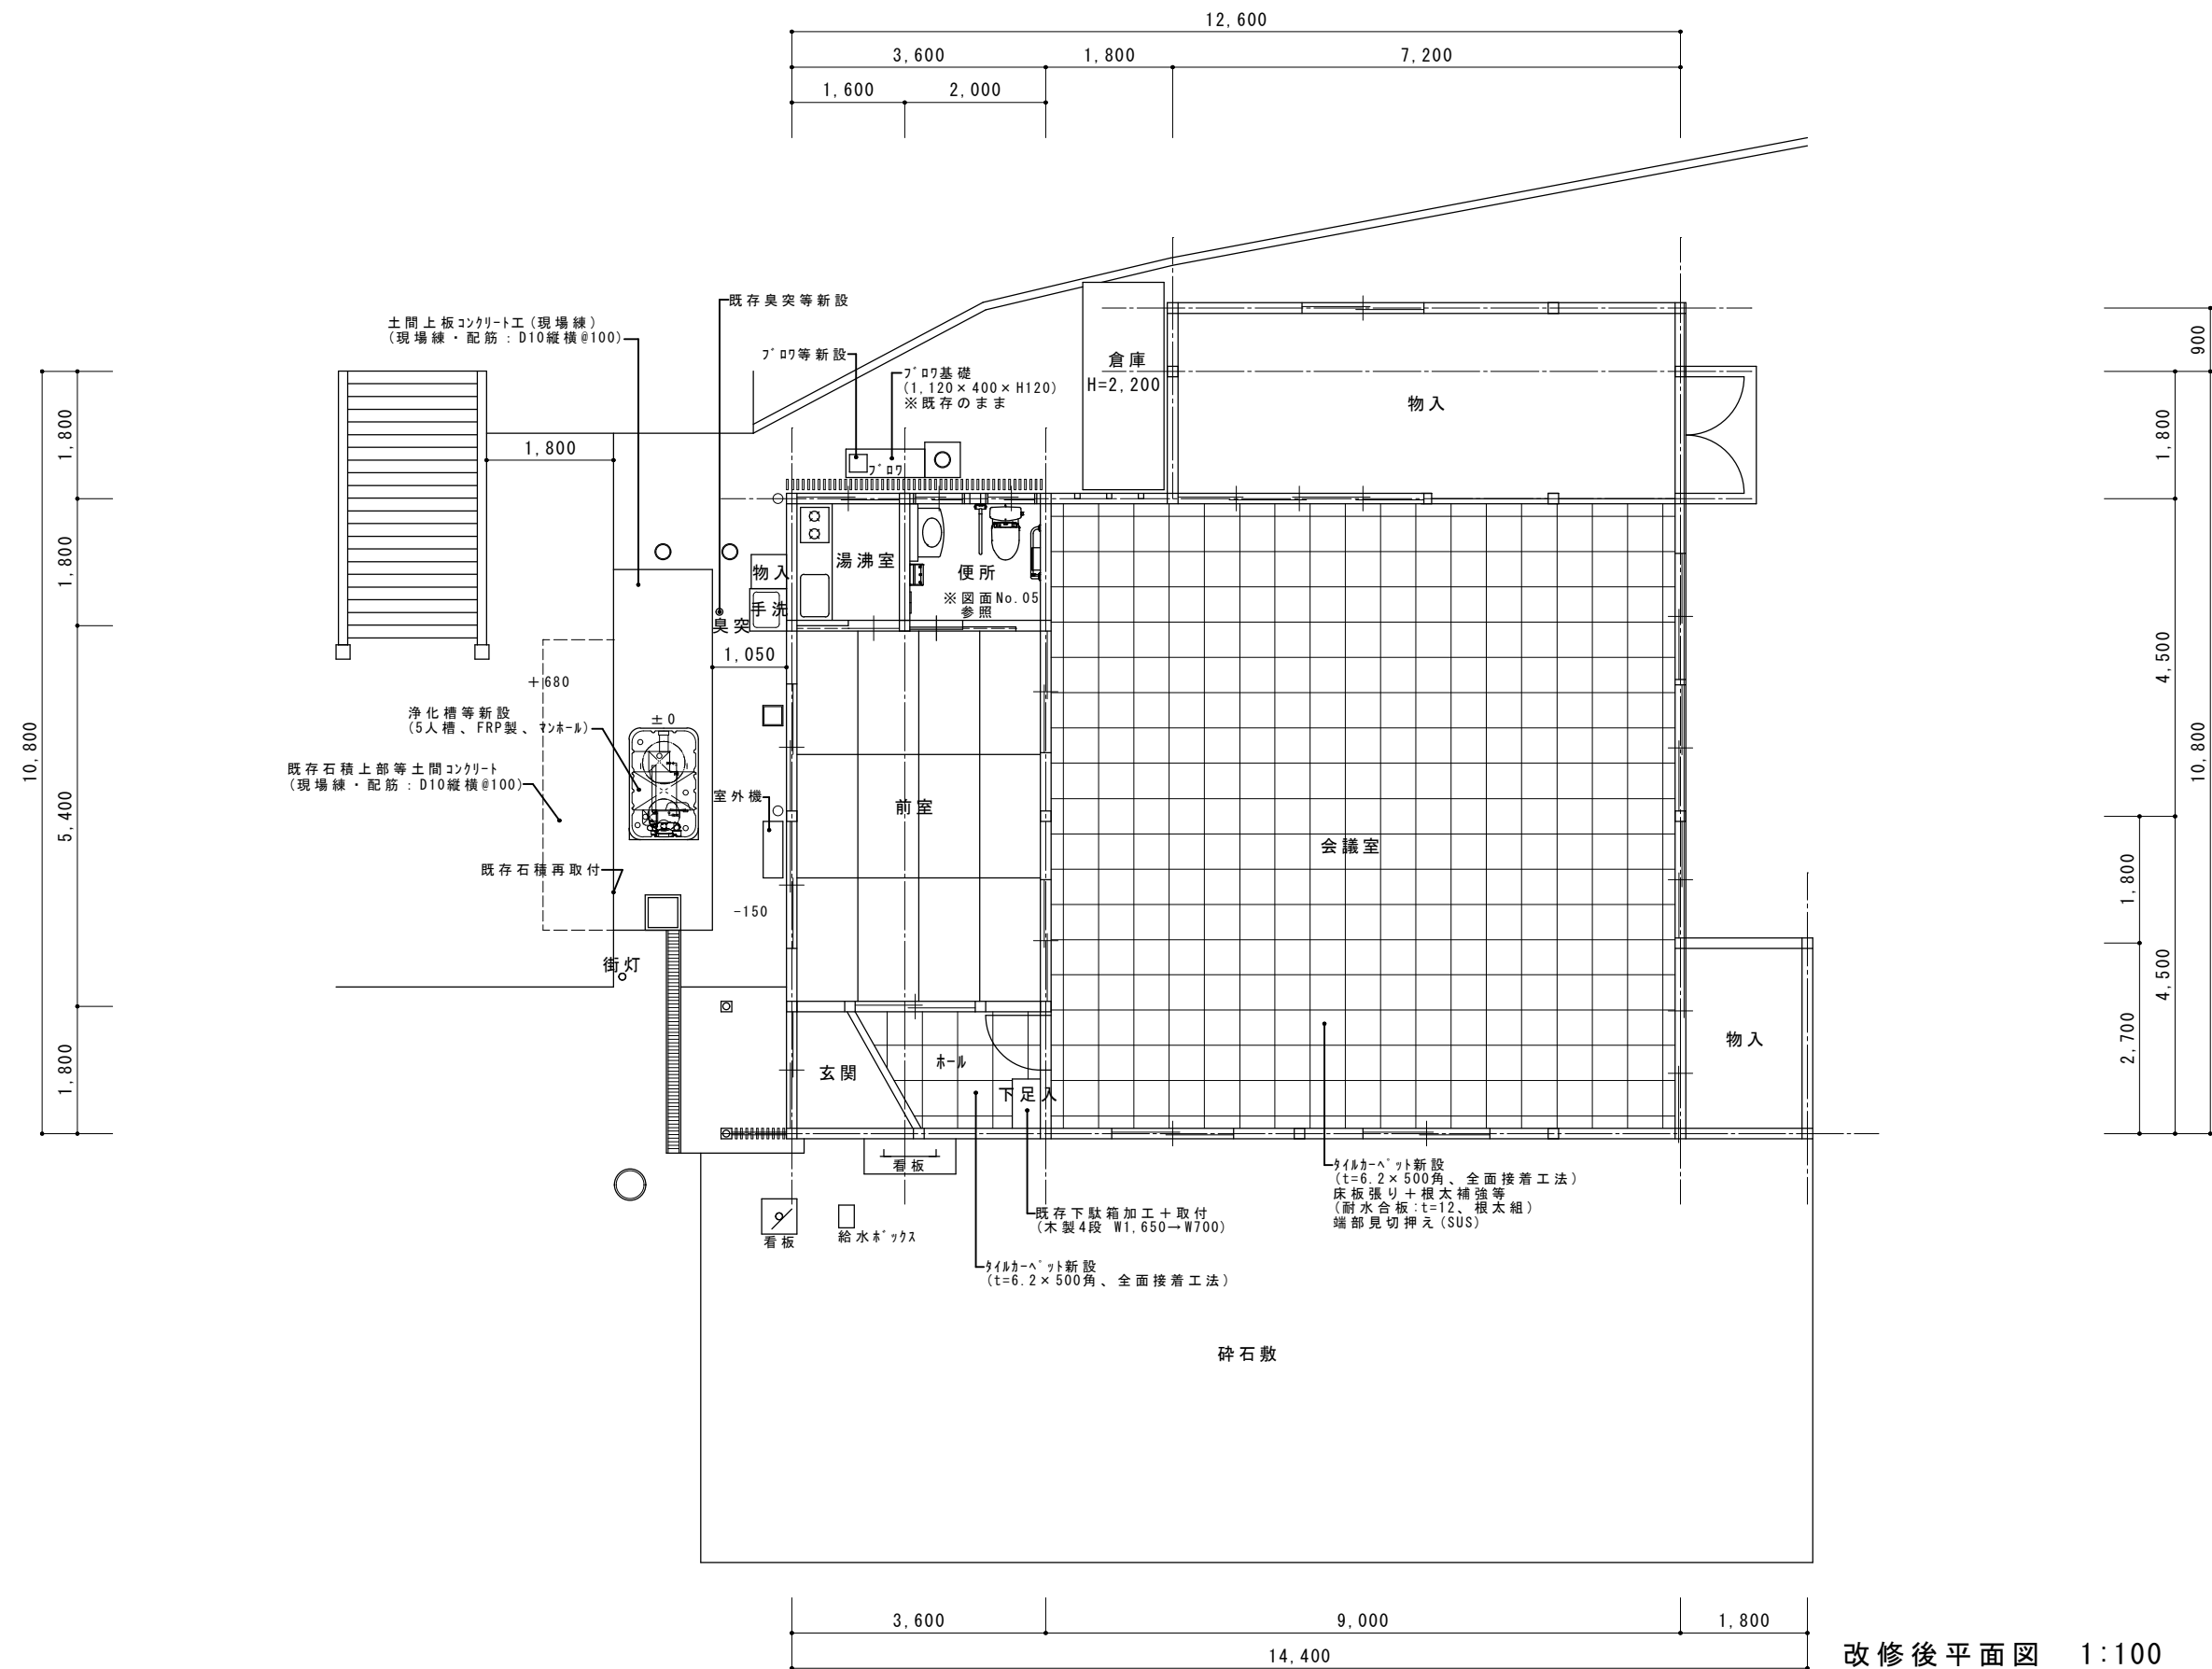 12,600
3,600
1,800
7,200
1,600
2,000
既存臭突等新設
土間上板コンクリート工(現場練)
(現場練・配筋:D10縦横@100)
ブロワ等新設
ブロワ基礎
(1,120×400×H120)
※既存のまま
倉庫
H=2,200
物入
900
1,800
1,800
1,800
ブロワ
1,800
湯沸室
便所
※図面No.05
参照
物入
手洗
臭突
1,050
4,500
+680
±0
浄化槽等新設
(5人槽、FRP製、マンホール)
10,800
10,800
既存石積上部等土間コンクリート
(現場練・配筋:D10縦横@100)
室外機
前室
5,400
会議室
既存石積再取付
1,800
-150
街灯
4,500
物入
2,700
1,800
玄関
ホール
下足入
看板
タイルカーペット新設
(t=6.2×500角、全面接着工法)
床板張り+根太補強等
(耐水合板:t=12、根太組)
端部見切押え(SUS)
既存下駄箱加工+取付
(木製4段 W1,650→W700)
看板
給水ボックス
タイルカーペット新設
(t=6.2×500角、全面接着工法)
砕石敷
3,600
9,000
1,800
14,400
改修後平面図 1:100